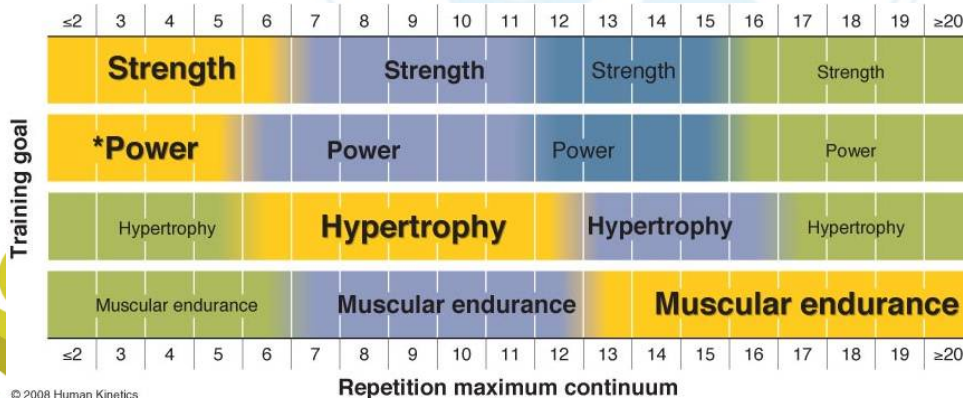 ≤2 3 4 5 6 7 8 9 10 11 12 13 14 15 16 17 18 19 ≥20
Training goal
Strength Strength Strength Strength
*Power Power Power Power
Hypertrophy Hypertrophy Hypertrophy Hypertrophy
Muscular endurance Muscular endurance Muscular endurance
≤2 3 4 5 6 7 8 9 10 11 12 13 14 15 16 17 18 19 ≥20
Repetition maximum continuum
© 2008 Human Kinetics